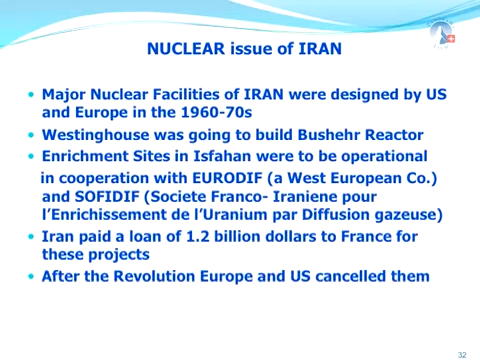 NUCLEAR issue of IRAN
• Major Nuclear Facilities of IRAN were designed by US
and Europe in the 1960-70s
• Westinghouse was going to build Bushehr Reactor
• Enrichment Sites in Isfahan were to be operational
in cooperation with EURODIF (a West European Co.)
and SOFIDIF (Societe Franco- Iraniene pour
l’Enrichissement de l’Uranium par Diffusion gazeuse)
• Iran paid a loan of 1.2 billion dollars to France for
these projects
• After the Revolution Europe and US cancelled them
32